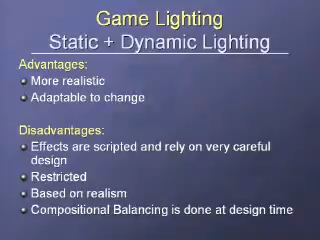 Game Lighting
Static + Dynamic Lighting
Advantages:
More realistic
Adaptable to change
Disadvantages:
Effects are scripted and rely on very careful
design
Restricted
Based on realism
Compositional Balancing is done at design time